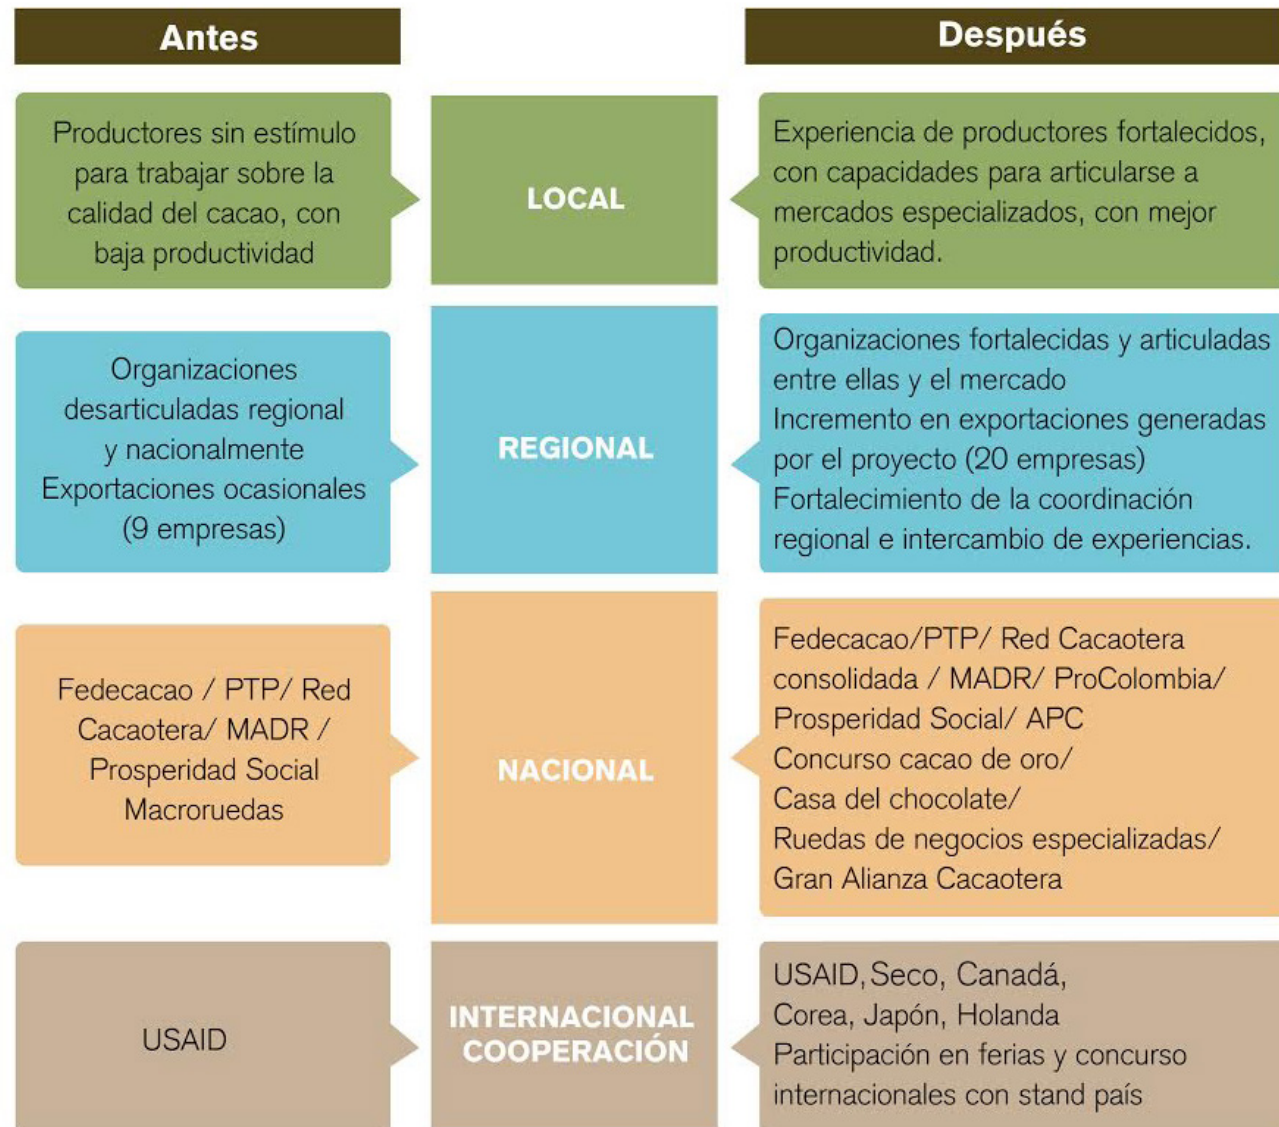 Antes
Después
Productores sin estímulo
para trabajar sobre la
calidad del cacao, con
baja productividad
LOCAL
Experiencia de productores fortalecidos,
con capacidades para articularse a
mercados especializados, con mejor
productividad.
Organizaciones
desarticuladas regional
y nacionalmente
Exportaciones ocasionales
(9 empresas)
REGIONAL
Organizaciones fortalecidas y articuladas
entre ellas y el mercado
Incremento en exportaciones generadas
por el proyecto (20 empresas)
Fortalecimiento de la coordinación
regional e intercambio de experiencias.
Fedecacao / PTP/ Red
Cacaotera/ MADR /
Prosperidad Social
Macroruedas
NACIONAL
Fedecacao/PTP/ Red Cacaotera
consolidada / MADR/ ProColombia/
Prosperidad Social/ APC
Concurso cacao de oro/
Casa del chocolate/
Ruedas de negocios especializadas/
Gran Alianza Cacaotera
USAID
INTERNACIONAL
COOPERACIÓN
USAID, Seco, Canadá,
Corea, Japón, Holanda
Participación en ferias y concurso
internacionales con stand país